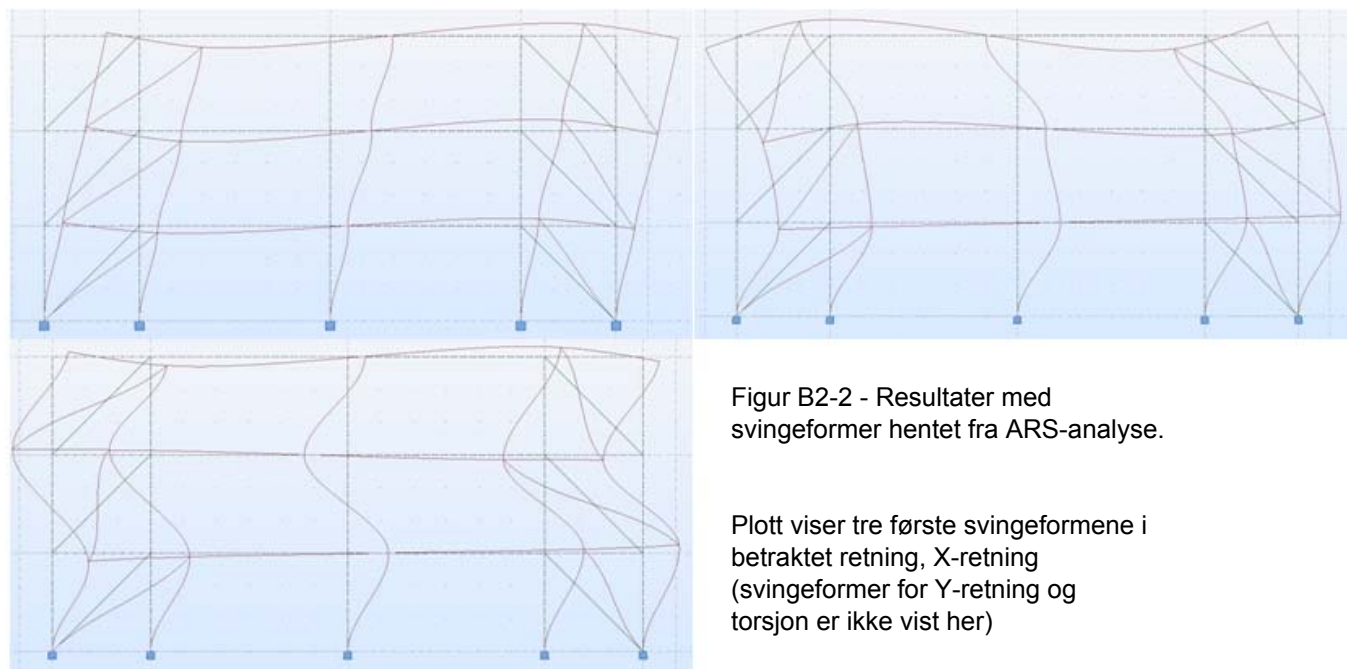 Figur B2-2 - Resultater med
svingeformer hentet fra ARS-analyse.
Plott viser tre første svingeformene i
betraktet retning, X-retning
(svingeformer for Y-retning og
torsjon er ikke vist her)